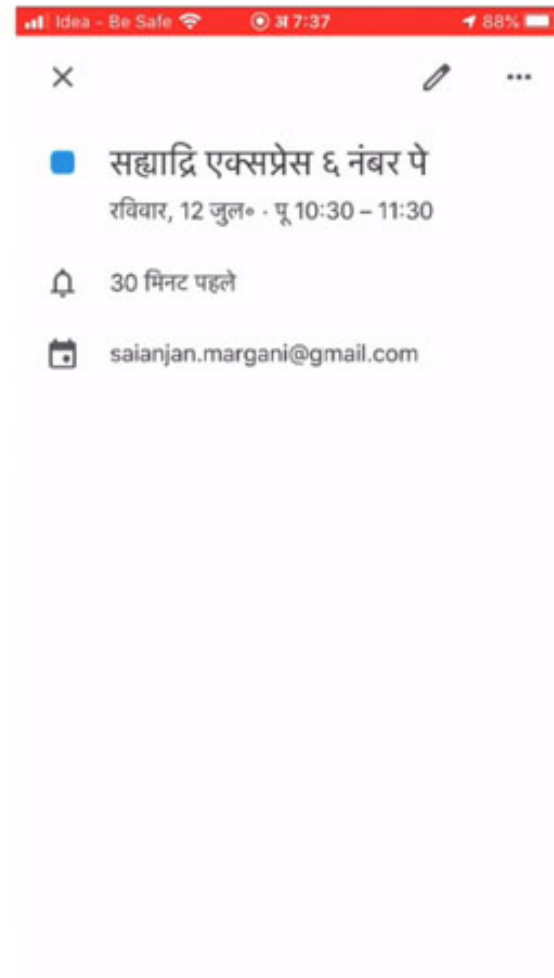 Idea - Be Safe अ 7:37 88%
सह्याद्रि एक्सप्रेस ६ नंबर पे
रविवार, 12 जुल॰ · पू 10:30 – 11:30
30 मिनट पहले
saianjan.margani@gmail.com